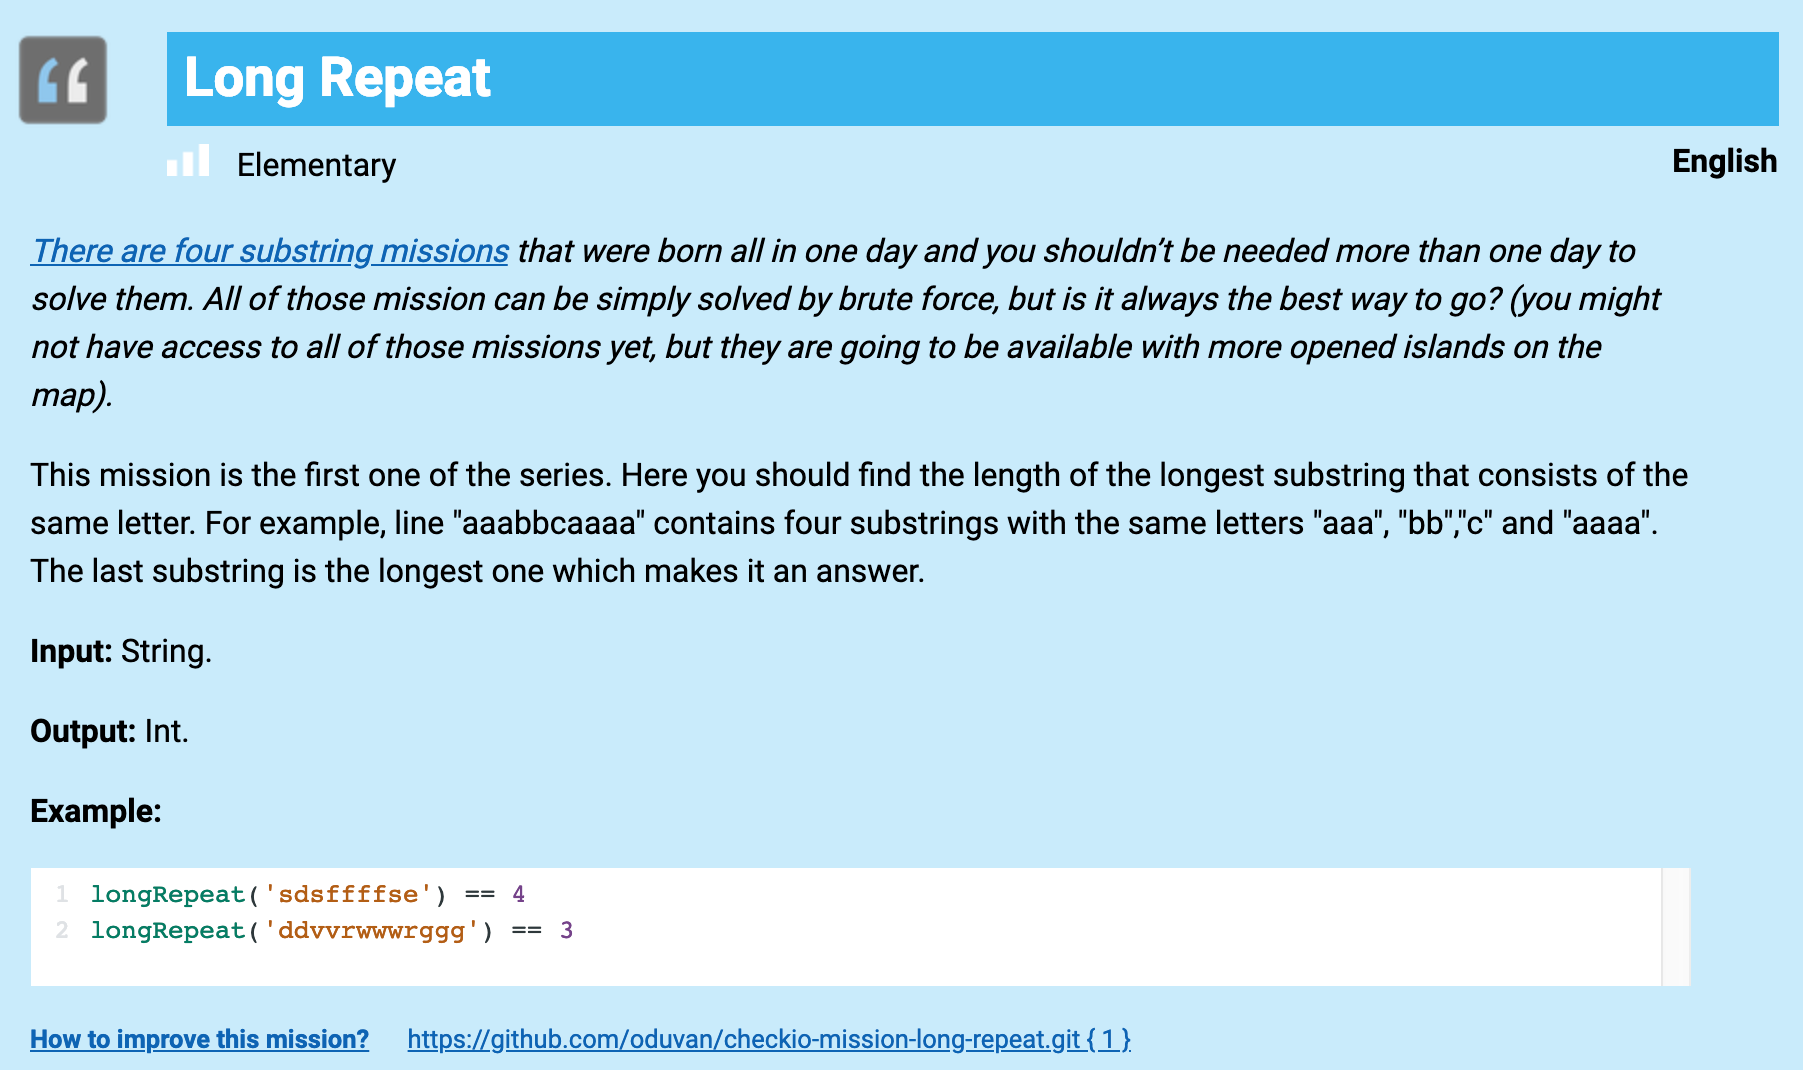 Long Repeat
Elementary
English
There are four substring missions that were born all in one day and you shouldn’t be needed more than one day to
solve them. All of those mission can be simply solved by brute force, but is it always the best way to go? (you might
not have access to all of those missions yet, but they are going to be available with more opened islands on the
map).
This mission is the first one of the series. Here you should find the length of the longest substring that consists of the
same letter. For example, line "aaabbcaaaa" contains four substrings with the same letters "aaa", "bb","c" and "aaaa".
The last substring is the longest one which makes it an answer.
Input: String.
Output: Int.
Example:
1 longRepeat('sdsffffse') == 4
2 longRepeat('ddvvrwwwrggg') == 3
How to improve this mission? https://github.com/oduvan/checkio-mission-long-repeat.git { 1 }